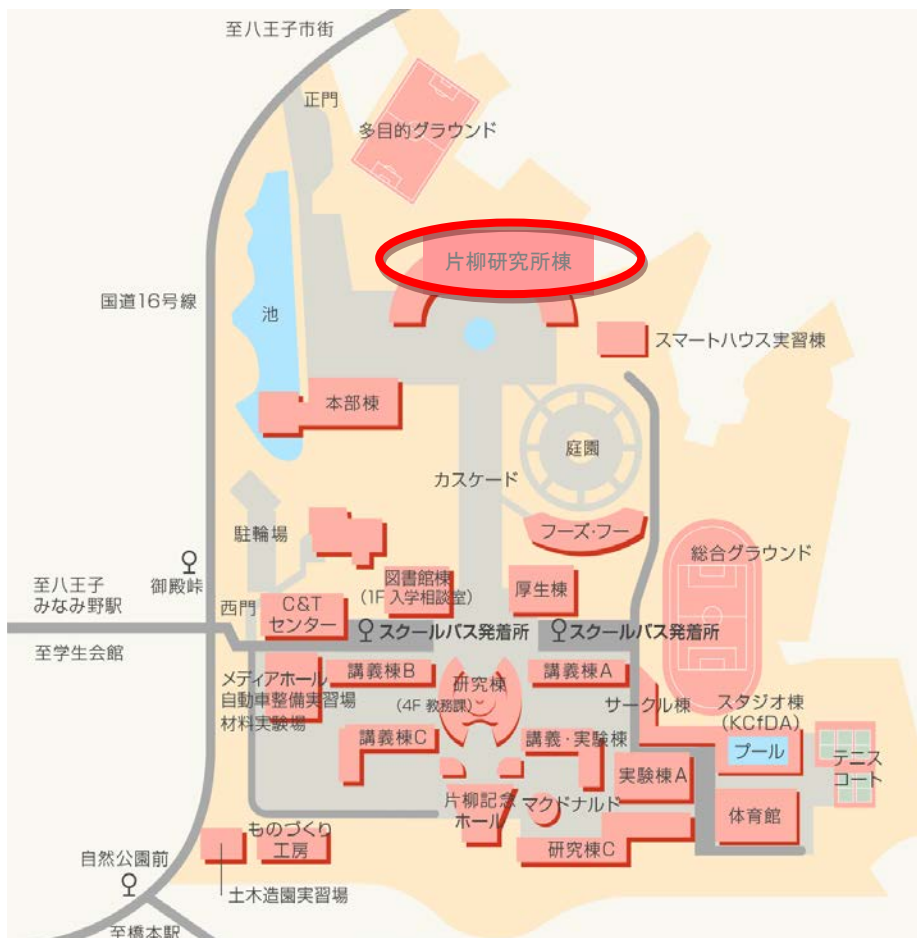 至八王子市街
正門
多目的グラウンド
片柳研究所棟
国道16号線
池
スマートハウス実習棟
本部棟
庭園
カスケード
駐輪場
フーズ・フー
総合グラウンド
御殿峠
至八王子
みなみ野駅
図書館棟
(1F 入学相談室)
厚生棟
西門
C&T
センター
スクールバス発着所
スクールバス発着所
至学生会館
メディアホール
自動車整備実習場
材料実験場
講義棟B
研究棟
(4F 教務課)
講義棟A
サークル棟
スタジオ棟
(KCfDA)
プール
テニス
コート
講義棟C
講義・実験棟
実験棟A
片柳記念
ホール
マクドナルド
体育館
研究棟C
ものづくり
工房
自然公園前
土木造園実習場
至橋本駅